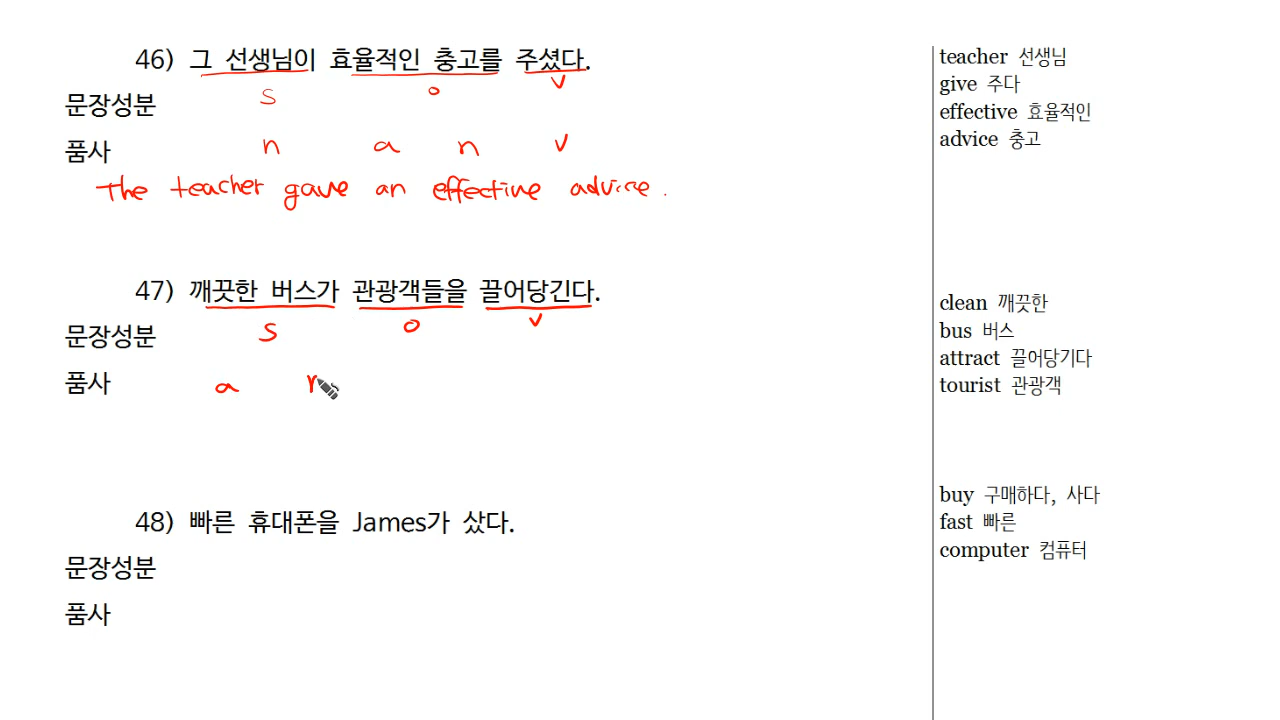 46) 그 선생님이 효율적인 충고를 주셨다.
S O V
문장성분
품사 n a n v
The teacher gave an effective advice.
47) 깨끗한 버스가 관광객들을 끌어당긴다.
S O V
문장성분
품사 a
48) 빠른 휴대폰을 James가 샀다.
문장성분
품사
teacher 선생님
give 주다
effective 효율적인
advice 충고
clean 깨끗한
bus 버스
attract 끌어당기다
tourist 관광객
buy 구매하다, 사다
fast 빠른
computer 컴퓨터